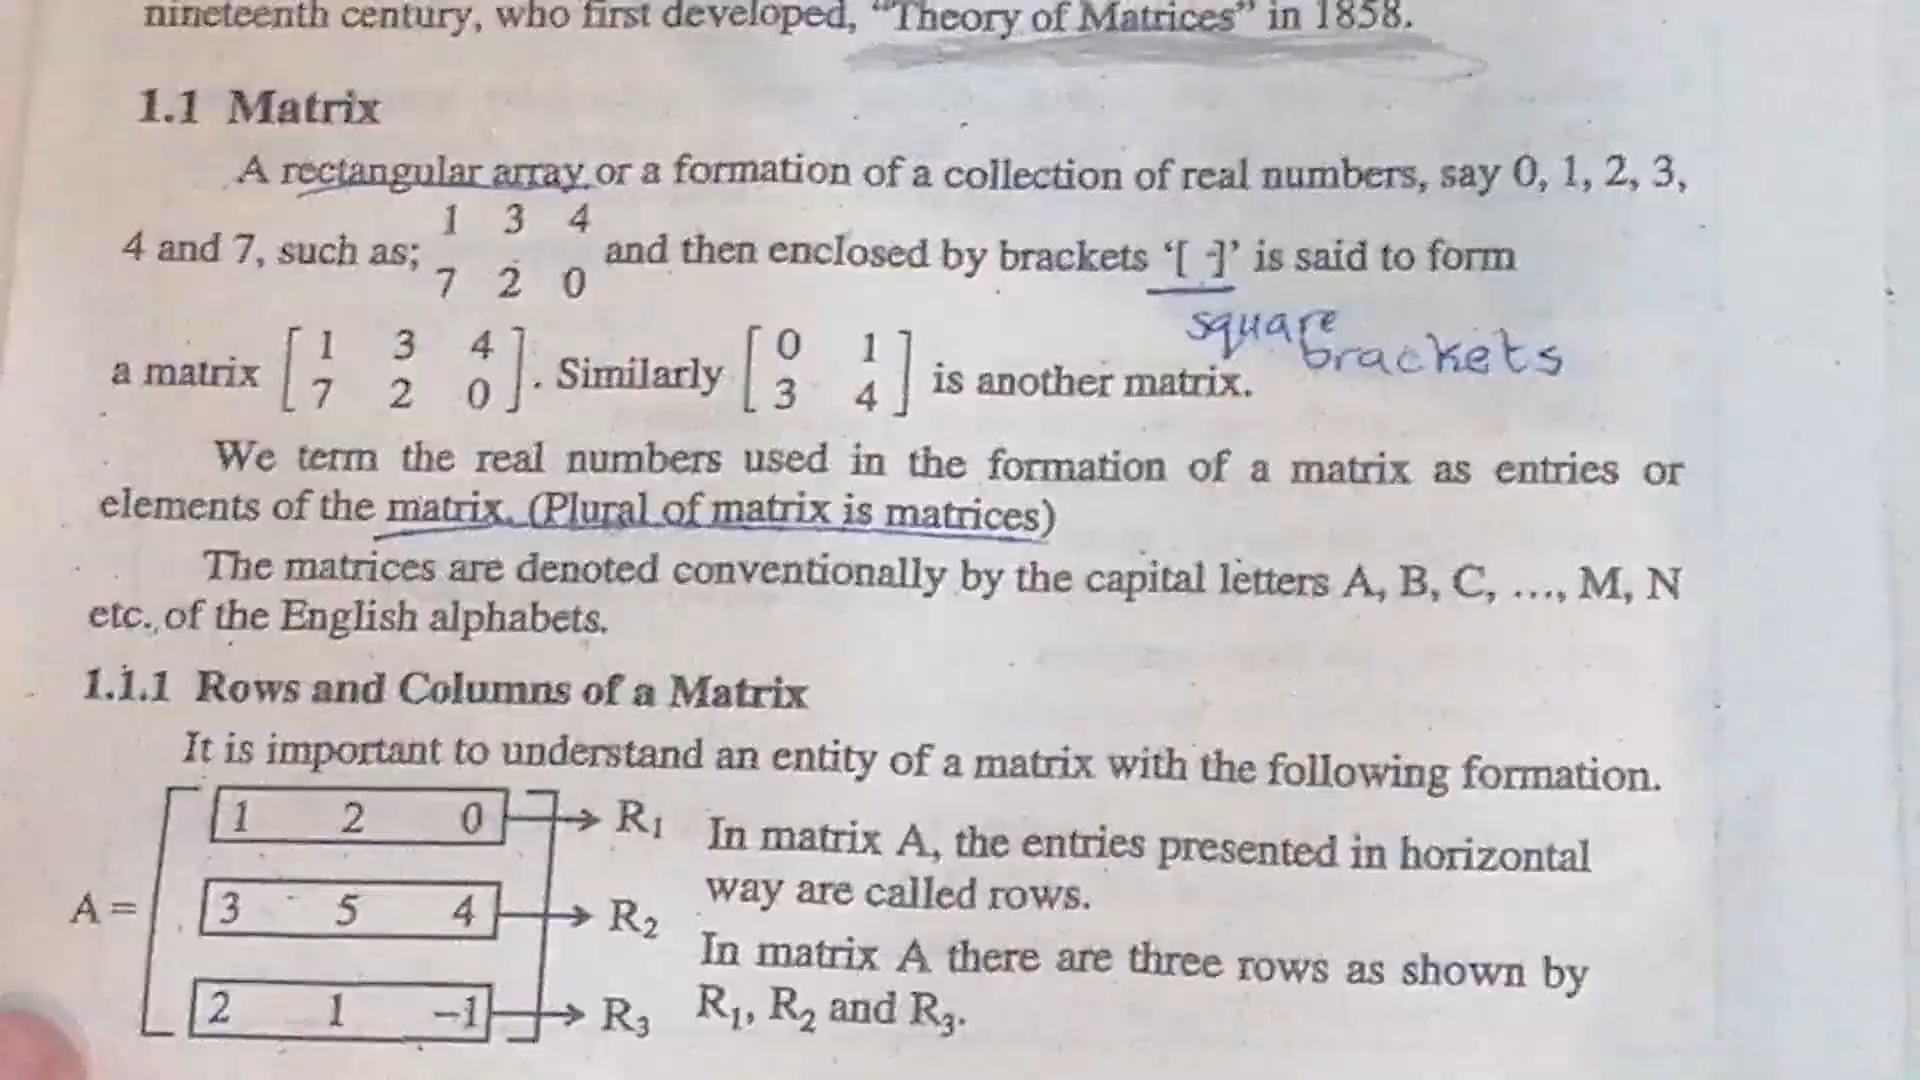 nineteenth century, who first developed, "Theory of Matrices" in 1858.
1.1 Matrix
A rectangular array or a formation of a collection of real numbers, say 0, 1, 2, 3,
1 3 4
4 and 7, such as; and then enclosed by brackets '[ ]' is said to form
7 2 0
square
brackets
a matrix [1 3 4
7 2 0]. Similarly [0 1
3 4] is another matrix.
We term the real numbers used in the formation of a matrix as entries or
elements of the matrix. (Plural of matrix is matrices)
The matrices are denoted conventionally by the capital letters A, B, C, ..., M, N
etc., of the English alphabets.
1.1.1 Rows and Columns of a Matrix
It is important to understand an entity of a matrix with the following formation.
A =
1 2 0 → R₁
3 5 4 → R₂
2 1 −1 → R₃
In matrix A, the entries presented in horizontal
way are called rows.
In matrix A there are three rows as shown by
R₁, R₂ and R₃.